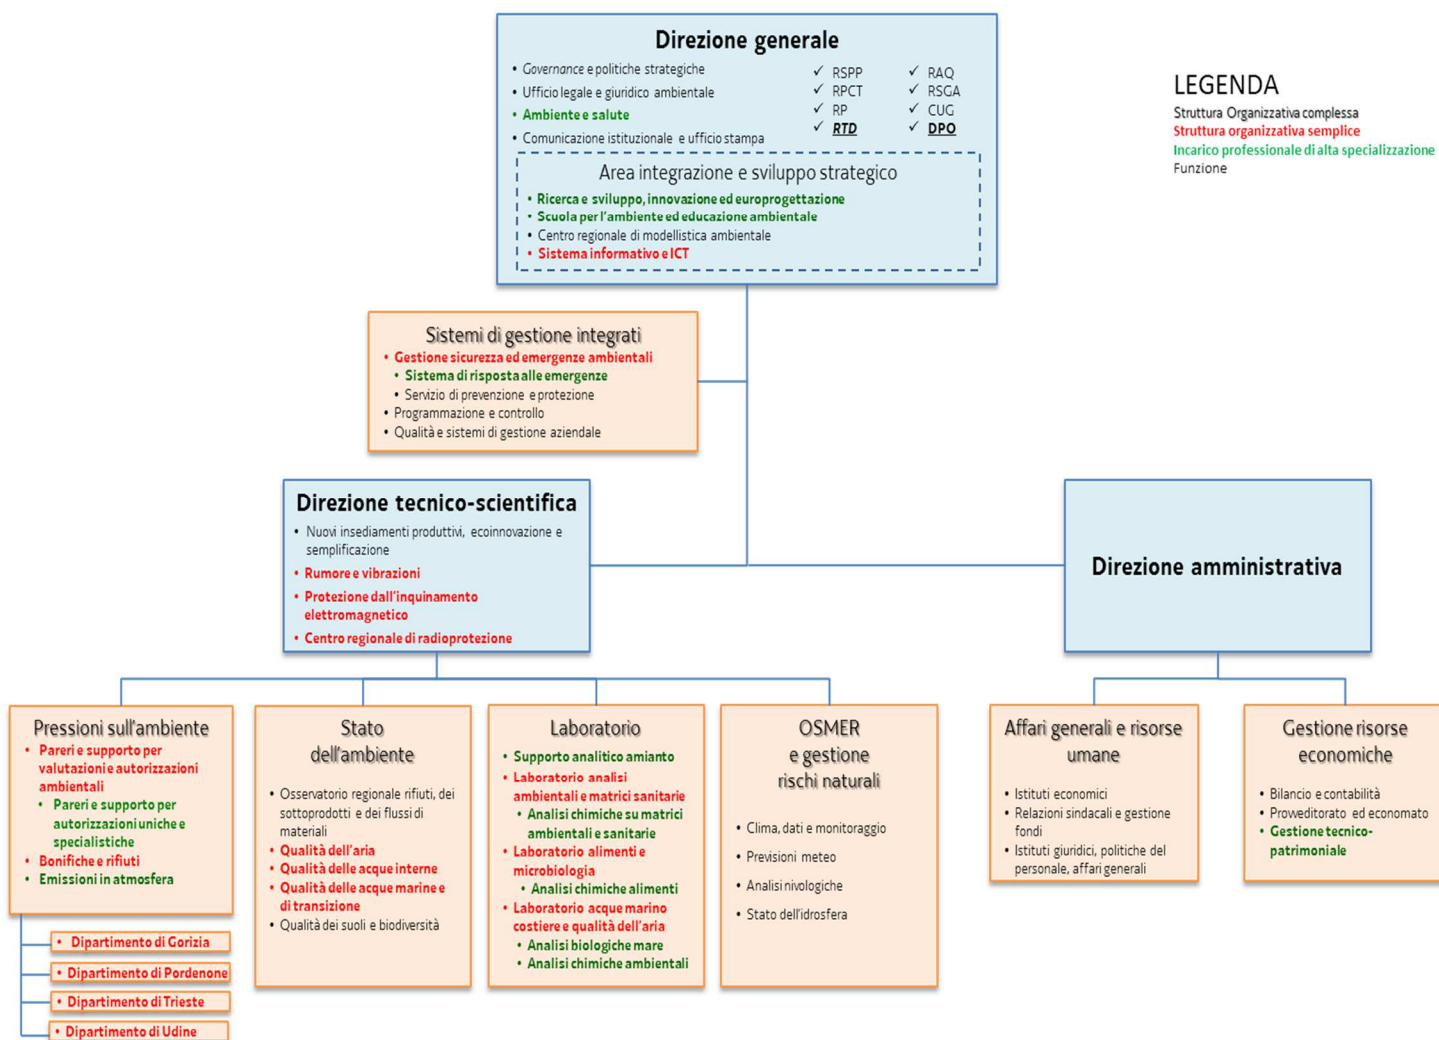 Direzione generale
• Governance e politiche strategiche
• Ufficio legale e giuridico ambientale
• Ambiente e salute
• Comunicazione istituzionale e ufficio stampa
✓ RSPP
✓ RPCT
✓ RP
✓ RTD
✓ RAQ
✓ RSGA
✓ CUG
✓ DPO
Area integrazione e sviluppo strategico
• Ricerca e sviluppo, innovazione ed europrogettazione
• Scuola per l'ambiente ed educazione ambientale
• Centro regionale di modellistica ambientale
• Sistema informativo e ICT
LEGENDA
Struttura Organizzativa complessa
Struttura organizzativa semplice
Incarico professionale di alta specializzazione
Funzione
Sistemi di gestione integrati
• Gestione sicurezza ed emergenze ambientali
• Sistema di risposta alle emergenze
• Servizio di prevenzione e protezione
• Programmazione e controllo
• Qualità e sistemi di gestione aziendale
Direzione tecnico-scientifica
• Nuovi insediamenti produttivi, ecoinnovazione e
semplificazione
• Rumore e vibrazioni
• Protezione dall'inquinamento
elettromagnetico
• Centro regionale di radioprotezione
Direzione amministrativa
Pressioni sull'ambiente
• Pareri e supporto per
valutazioni e autorizzazioni
ambientali
• Pareri e supporto per
autorizzazioni uniche e
specialistiche
• Bonifiche e rifiuti
• Emissioni in atmosfera
• Dipartimento di Gorizia
• Dipartimento di Pordenone
• Dipartimento di Trieste
• Dipartimento di Udine
Stato
dell'ambiente
• Osservatorio regionale rifiuti, dei
sottoprodotti e dei flussi di
materiali
• Qualità dell'aria
• Qualità delle acque interne
• Qualità delle acque marine e
di transizione
• Qualità dei suoli e biodiversità
Laboratorio
• Supporto analitico amianto
• Laboratorio analisi
ambientali e matrici sanitarie
• Analisi chimiche su matrici
ambientali e sanitarie
• Laboratorio alimenti e
microbiologia
• Analisi chimiche alimenti
• Laboratorio acque marino
costiere e qualità dell'aria
• Analisi biologiche mare
• Analisi chimiche ambientali
OSMER
e gestione
rischi naturali
• Clima, dati e monitoraggio
• Previsioni meteo
• Analisi nivologiche
• Stato dell'idrosfera
Affari generali e risorse
umane
• Istituti economici
• Relazioni sindacali e gestione
fondi
• Istituti giuridici, politiche del
personale, affari generali
Gestione risorse
economiche
• Bilancio e contabilità
• Provveditorato ed economato
• Gestione tecnico-
patrimoniale